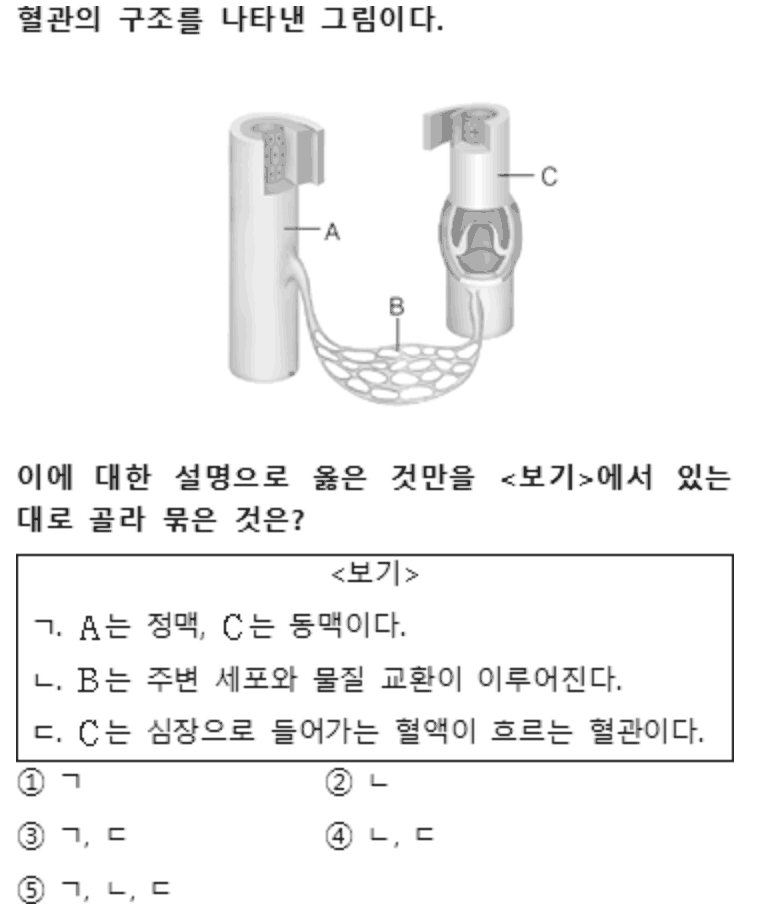 혈관의 구조를 나타낸 그림이다.
C
A
B
이에 대한 설명으로 옳은 것만을 <보기>에서 있는
대로 골라 묶은 것은?
<보기>
ㄱ. A는 정맥, C는 동맥이다.
ㄴ. B는 주변 세포와 물질 교환이 이루어진다.
ㄷ. C는 심장으로 들어가는 혈액이 흐르는 혈관이다.
① ㄱ ② ㄴ
③ ㄱ, ㄷ ④ ㄴ, ㄷ
⑤ ㄱ, ㄴ, ㄷ